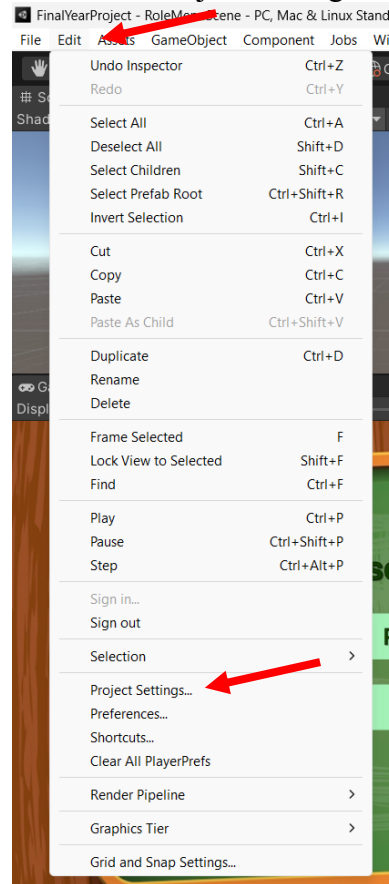 FinalYearProject - RoleMenuScene - PC, Mac & Linux Stand
File Edit Assets GameObject Component Jobs Wi
Undo Inspector Ctrl+Z
Redo Ctrl+Y
Shad
Select All Ctrl+A
Deselect All Shift+D
Select Children Shift+C
Select Prefab Root Ctrl+Shift+R
Invert Selection Ctrl+I
Cut Ctrl+X
Copy Ctrl+C
Paste Ctrl+V
Paste As Child Ctrl+Shift+V
Duplicate Ctrl+D
Rename
Delete
Displ
Frame Selected F
Lock View to Selected Shift+F
Find Ctrl+F
Play Ctrl+P
Pause Ctrl+Shift+P
Step Ctrl+Alt+P
Sign in...
Sign out
Selection >
Project Settings...
Preferences...
Shortcuts...
Clear All PlayerPrefs
Render Pipeline >
Graphics Tier >
Grid and Snap Settings...